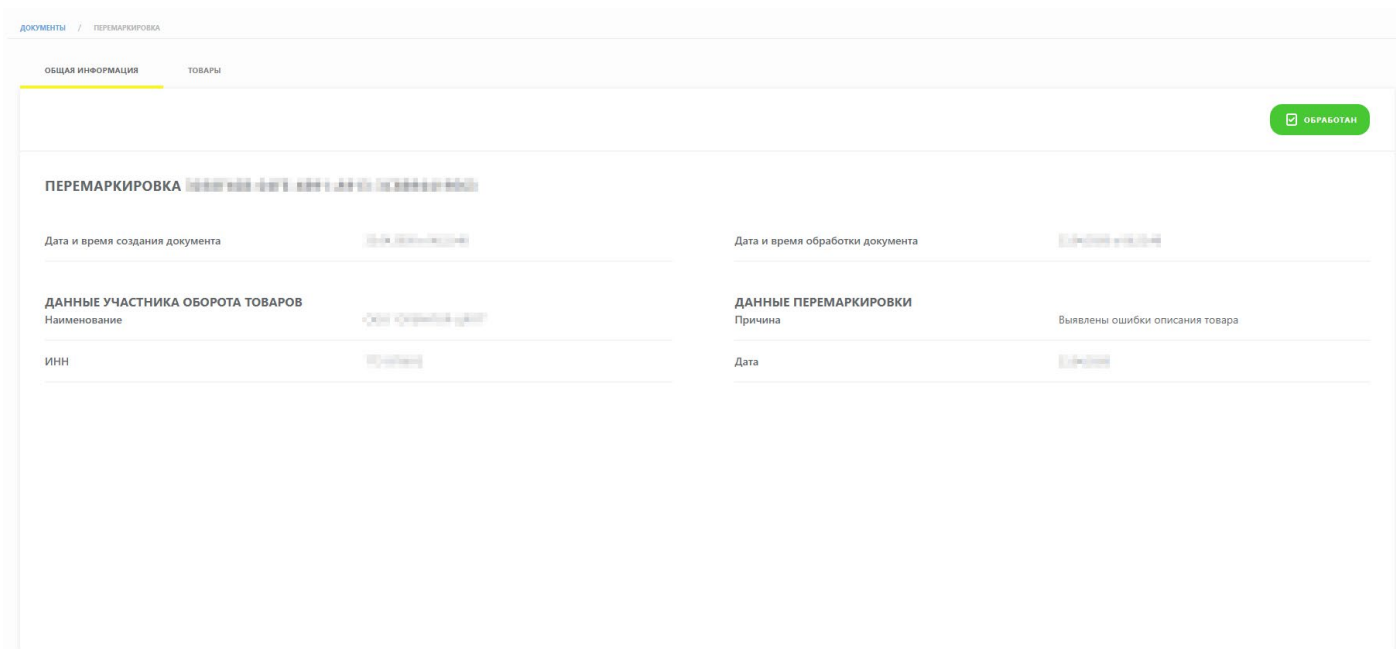 ДОКУМЕНТЫ / ПЕРЕМАРКИРОВКА
ОБЩАЯ ИНФОРМАЦИЯ ТОВАРЫ
ОБРАБОТАН
ПЕРЕМАРКИРОВКА
Дата и время создания документа Дата и время обработки документа
ДАННЫЕ УЧАСТНИКА ОБОРОТА ТОВАРОВ ДАННЫЕ ПЕРЕМАРКИРОВКИ
Наименование Причина Выявлены ошибки описания товара
ИНН Дата